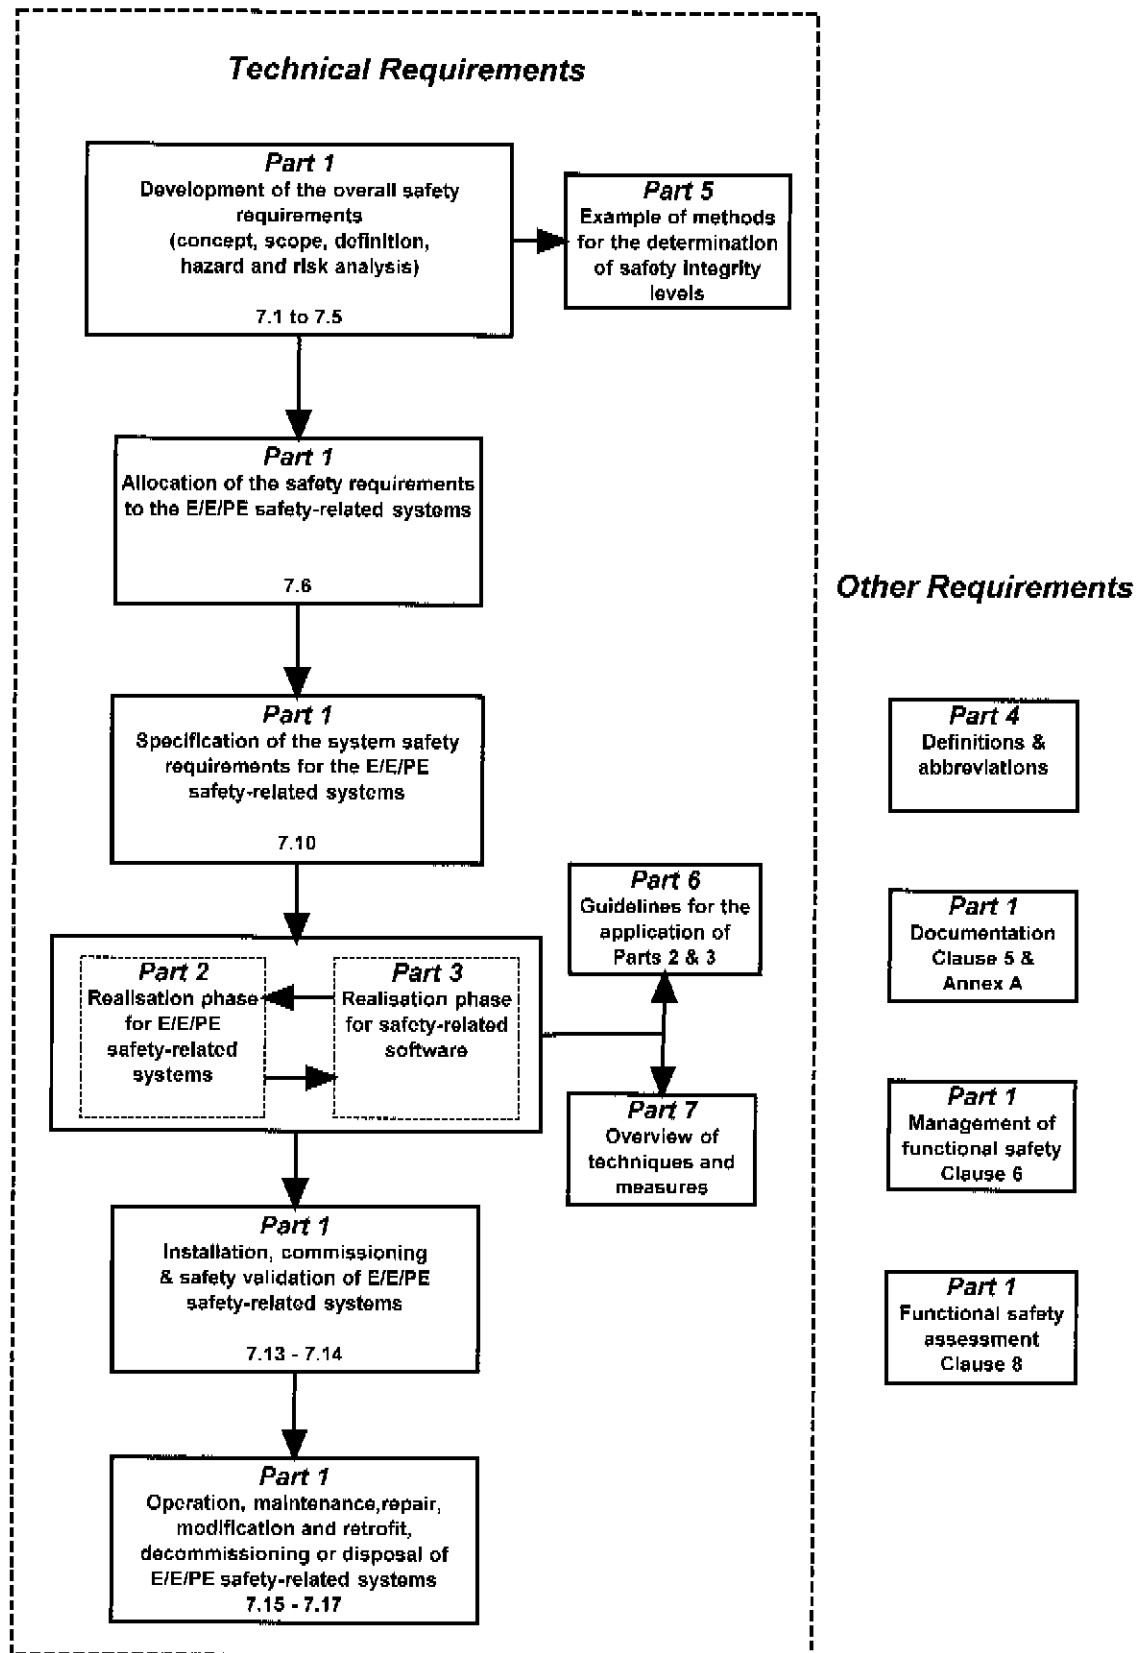 Technical Requirements
Part 1
Development of the overall safety
requirements
(concept, scope, definition,
hazard and risk analysis)
7.1 to 7.5
Part 5
Example of methods
for the determination
of safety integrity
levels
Part 1
Allocation of the safety requirements
to the E/E/PE safety-related systems
7.6
Part 1
Specification of the system safety
requirements for the E/E/PE
safety-related systems
7.10
Part 2
Realisation phase
for E/E/PE
safety-related
systems
Part 3
Realisation phase
for safety-related
software
Part 6
Guidelines for the
application of
Parts 2 & 3
Part 7
Overview of
techniques and
measures
Part 1
Installation, commissioning
& safety validation of E/E/PE
safety-related systems
7.13 - 7.14
Part 1
Operation, maintenance,repair,
modification and retrofit,
decommissioning or disposal of
E/E/PE safety-related systems
7.15 - 7.17
Other Requirements
Part 4
Definitions &
abbreviations
Part 1
Documentation
Clause 5 &
Annex A
Part 1
Management of
functional safety
Clause 6
Part 1
Functional safety
assessment
Clause 8